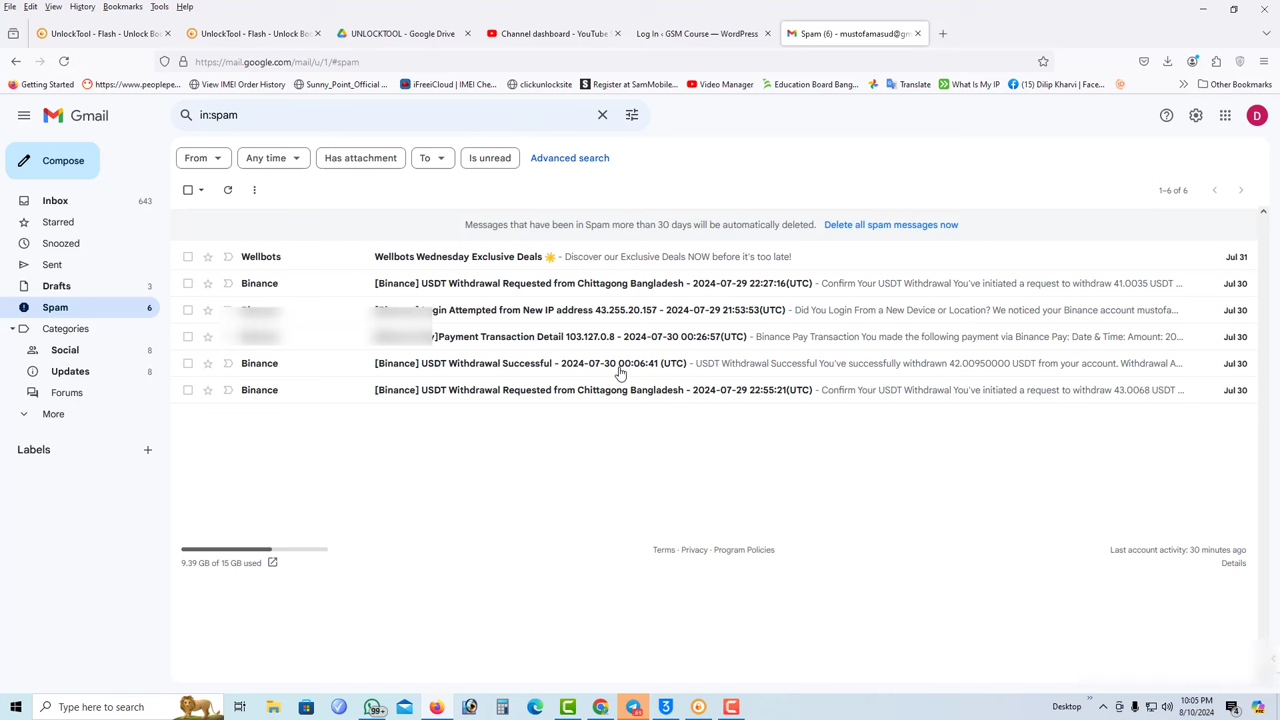 File Edit View History Bookmarks Tools Help
UnlockTool - Flash - Unlock Boo UnlockTool - Flash - Unlock Boo UNLOCKTOOL - Google Drive Channel dashboard - YouTube Log In ‹ GSM Course — WordPress Spam (6) - mustofamasud@gm
https://mail.google.com/mail/u/1/#spam
Getting Started https://www.peoplepe... View IMEI Order History Sunny_Point_Official ... iFreeiCloud | IMEI Chec... clickunlocksite Register at SamMobile... Video Manager Education Board Bang... Translate What Is My IP (15) Dilip Kharvi | Face... Other Bookmarks
Gmail in:spam D
Compose From Any time Has attachment To Is unread Advanced search
1–6 of 6
Inbox 643
Starred
Snoozed
Sent
Drafts 3
Spam 6
Categories
Social 8
Updates 8
Forums
More
Labels
Messages that have been in Spam more than 30 days will be automatically deleted. Delete all spam messages now
Wellbots Wellbots Wednesday Exclusive Deals ☀️ - Discover our Exclusive Deals NOW before it's too late! Jul 31
Binance [Binance] USDT Withdrawal Requested from Chittagong Bangladesh - 2024-07-29 22:27:16(UTC) - Confirm Your USDT Withdrawal You've initiated a request to withdraw 41.0035 USDT ... Jul 30
Attempted from New IP address 43.255.20.157 - 2024-07-29 21:53:53(UTC) - Did You Login From a New Device or Location? We noticed your Binance account mustofa... Jul 30
]Payment Transaction Detail 103.127.0.8 - 2024-07-30 00:26:57(UTC) - Binance Pay Transaction You made the following payment via Binance Pay: Date & Time: Amount: 20... Jul 30
Binance [Binance] USDT Withdrawal Successful - 2024-07-30 00:06:41 (UTC) - USDT Withdrawal Successful You've successfully withdrawn 42.00950000 USDT from your account. Withdrawal A... Jul 30
Binance [Binance] USDT Withdrawal Requested from Chittagong Bangladesh - 2024-07-29 22:55:21(UTC) - Confirm Your USDT Withdrawal You've initiated a request to withdraw 43.0068 USDT ... Jul 30
9.39 GB of 15 GB used
Terms · Privacy · Program Policies
Last account activity: 30 minutes ago
Details
Type here to search 99+ Desktop 10:05 PM
8/10/2024